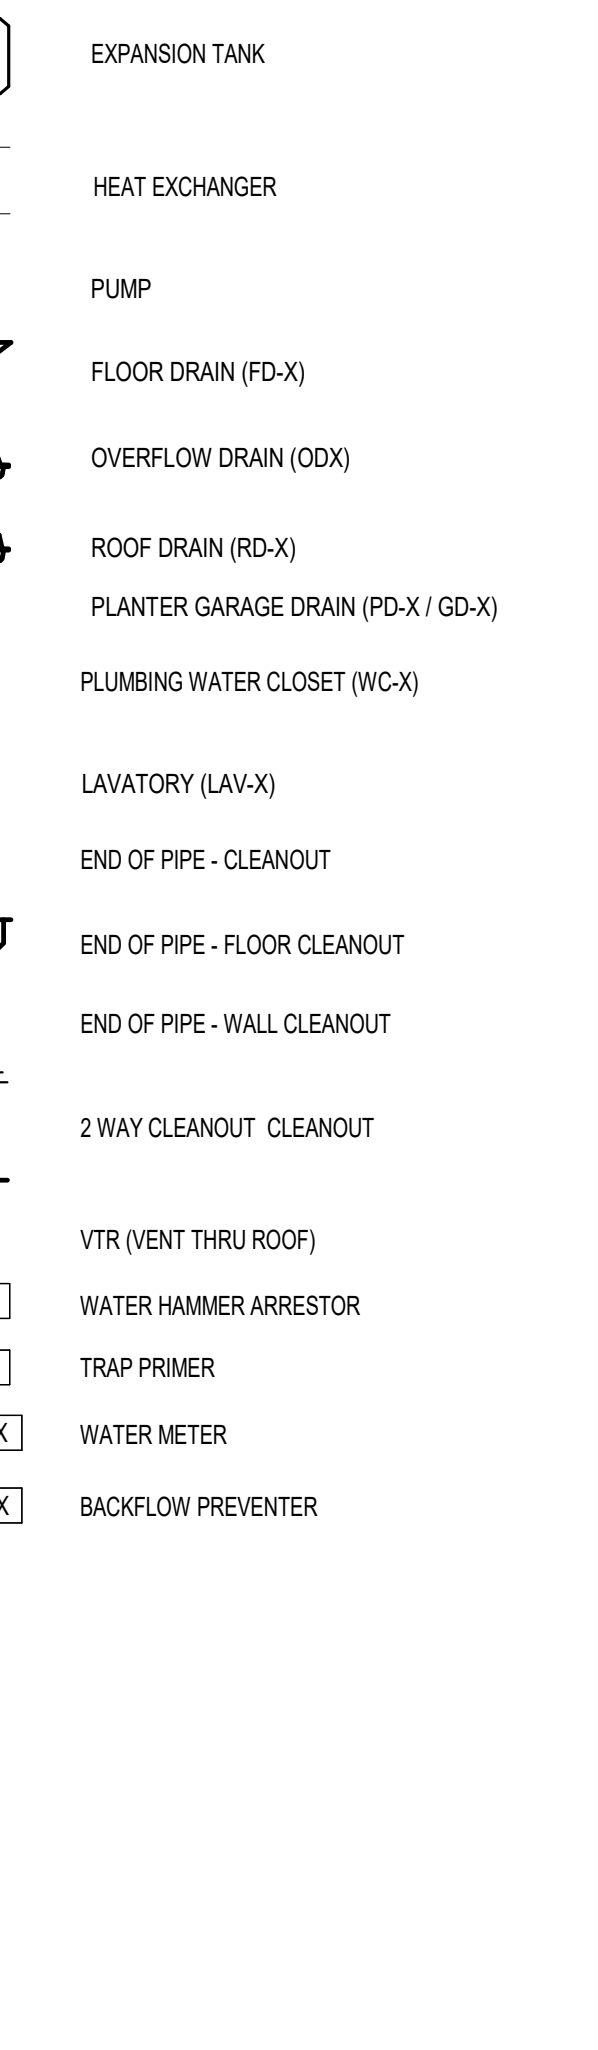 EXPANSION TANK
HEAT EXCHANGER
PUMP
FLOOR DRAIN (FD-X)
OVERFLOW DRAIN (ODX)
ROOF DRAIN (RD-X)
PLANTER GARAGE DRAIN (PD-X / GD-X)
PLUMBING WATER CLOSET (WC-X)
LAVATORY (LAV-X)
END OF PIPE - CLEANOUT
END OF PIPE - FLOOR CLEANOUT
END OF PIPE - WALL CLEANOUT
2 WAY CLEANOUT  CLEANOUT
VTR (VENT THRU ROOF)
WATER HAMMER ARRESTOR
TRAP PRIMER
X WATER METER
X BACKFLOW PREVENTER